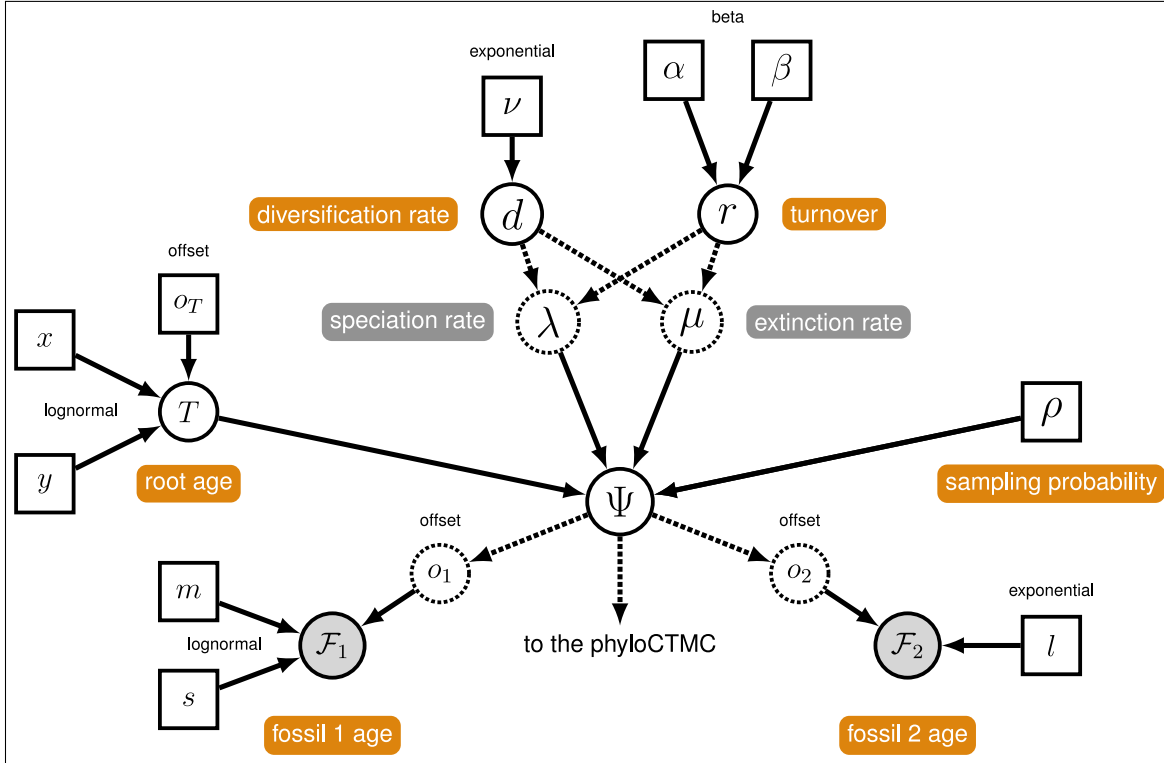 beta
exponential
α
β
ν
diversification rate
d
r
turnover
offset
o_T
speciation rate
λ
μ
extinction rate
x
lognormal
T
ρ
y
root age
sampling probability
Ψ
offset
offset
o_1
o_2
m
exponential
lognormal
F_1
to the phyloCTMC
F_2
l
s
fossil 1 age
fossil 2 age